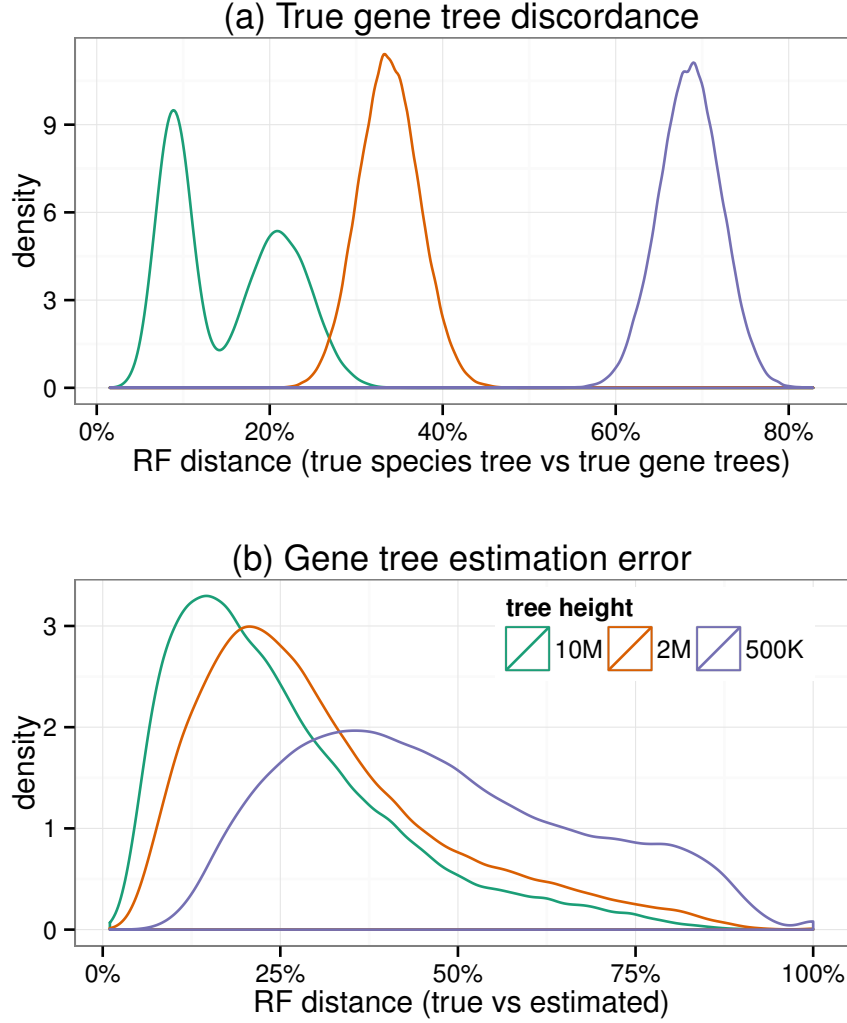 (a) True gene tree discordance
density
9
6
3
0
0% 20% 40% 60% 80%
RF distance (true species tree vs true gene trees)
(b) Gene tree estimation error
density
tree height
10M 2M 500K
3
2
1
0
0% 25% 50% 75% 100%
RF distance (true vs estimated)